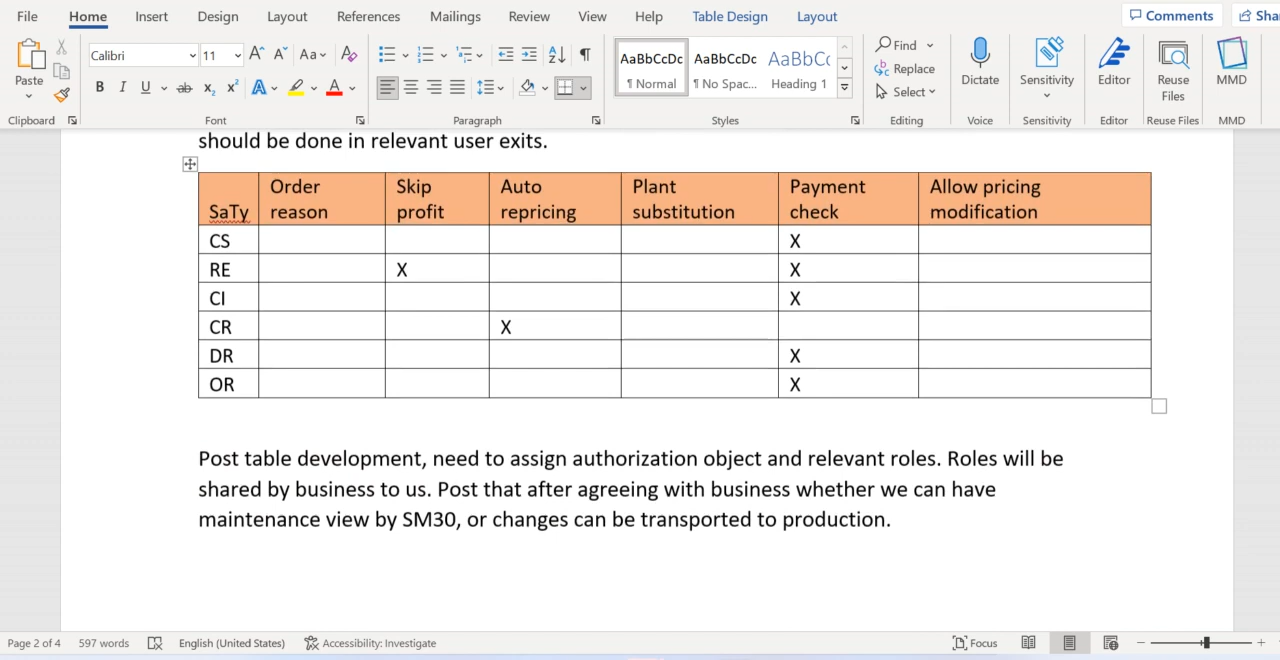 File Home Insert Design Layout References Mailings Review View Help Table Design Layout Comments
Calibri 11 Aa Find AaBbCcDc AaBbCcDc Replace
Paste Normal No Spac... Heading 1 Select Dictate Sensitivity Editor Reuse Files MMD
Clipboard Font Paragraph Styles Editing Voice Sensitivity Editor Reuse Files MMD
should be done in relevant user exits.
SaTy Order reason Skip profit Auto repricing Plant substitution Payment check Allow pricing modification
CS X
RE X X
CI X
CR X
DR X
OR X
Post table development, need to assign authorization object and relevant roles. Roles will be
shared by business to us. Post that after agreeing with business whether we can have
maintenance view by SM30, or changes can be transported to production.
Page 2 of 4 597 words English (United States) Accessibility: Investigate Focus